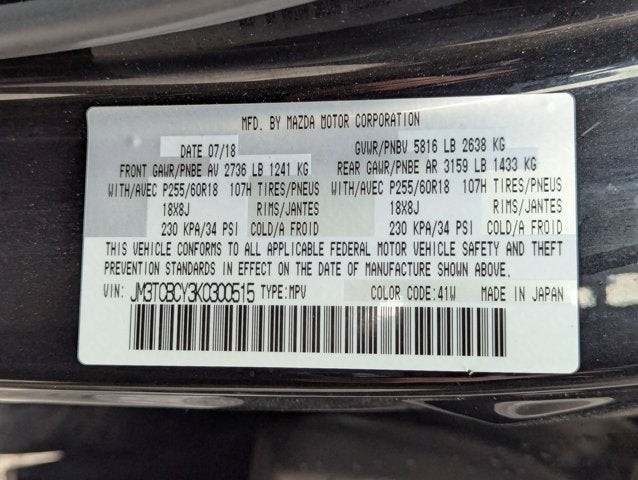 MFD. BY MAZDA MOTOR CORPORATION
DATE 07/18 GVWR/PNBV 5816 LB 2638 KG
FRONT GAWR/PNBE AV 2736 LB 1241 KG REAR GAWR/PNBE AR 3159 LB 1433 KG
WITH/AVEC P255/60R18 107H TIRES/PNEUS WITH/AVEC P255/60R18 107H TIRES/PNEUS
18X8J RIMS/JANTES 18X8J RIMS/JANTES
230 KPA/34 PSI COLD/A FROID 230 KPA/34 PSI COLD/A FROID
THIS VEHICLE CONFORMS TO ALL APPLICABLE FEDERAL MOTOR VEHICLE SAFETY AND THEFT
PREVENTION STANDARDS IN EFFECT ON THE DATE OF MANUFACTURE SHOWN ABOVE.
VIN: JM3TCBCY3K0300515 TYPE:MPV COLOR CODE:41W MADE IN JAPAN